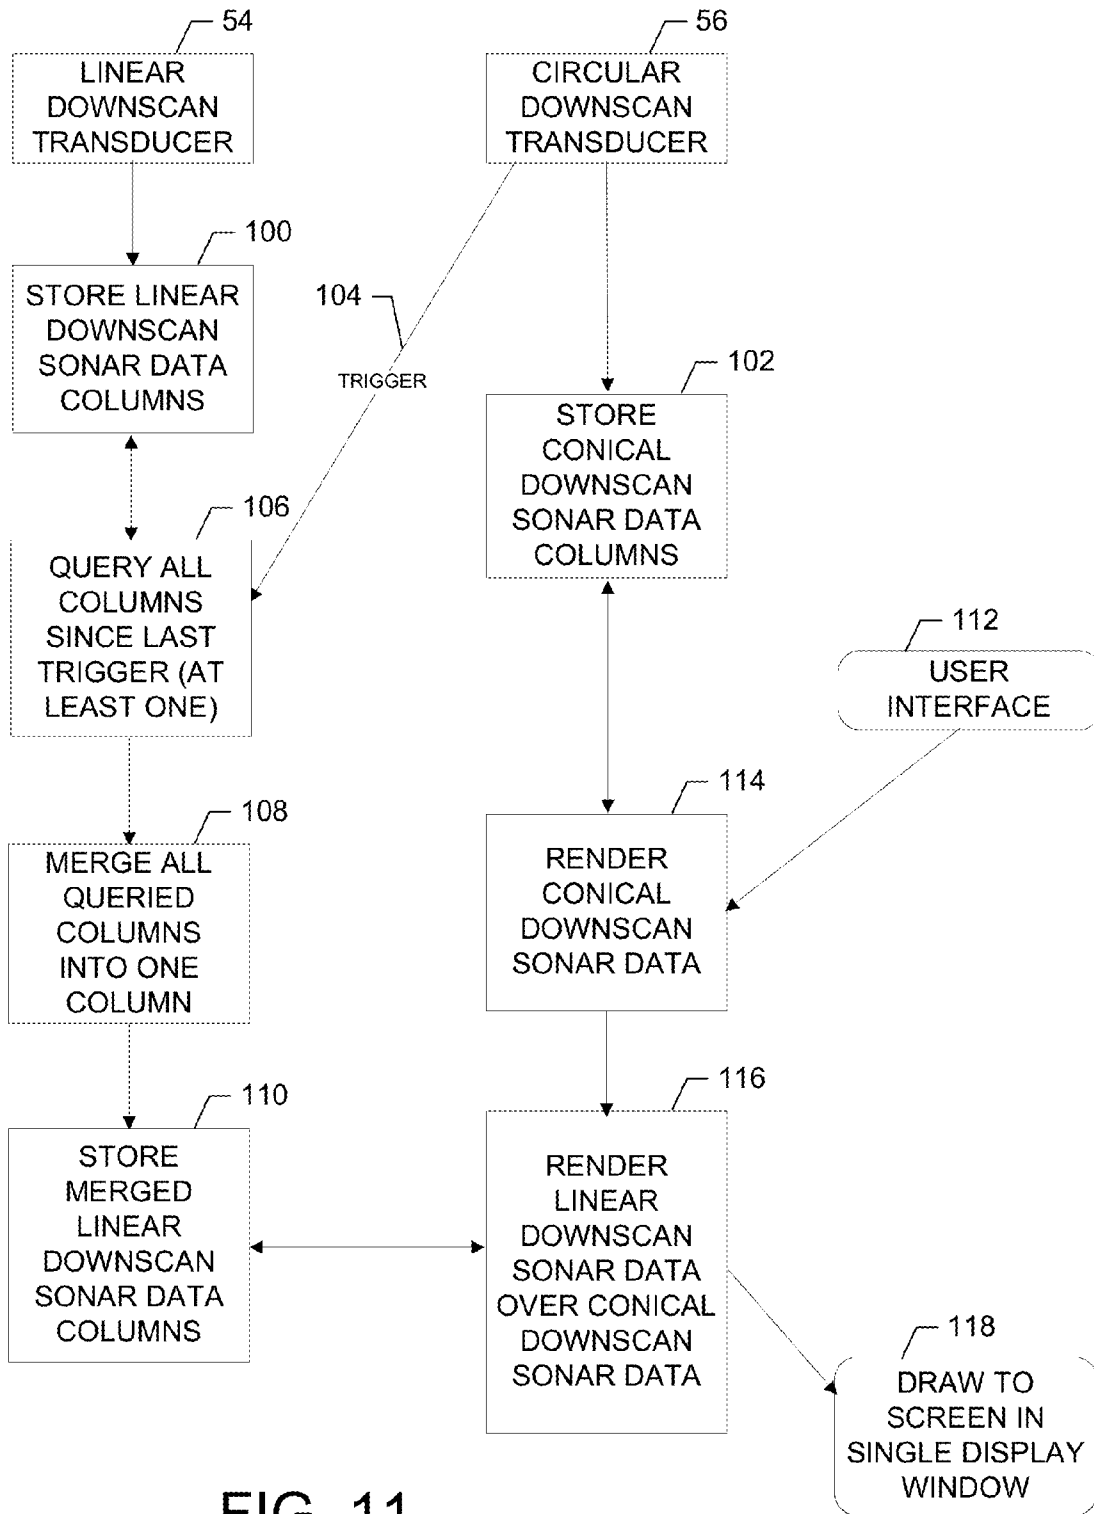 54
LINEAR
DOWNSCAN
TRANSDUCER
56
CIRCULAR
DOWNSCAN
TRANSDUCER
100
STORE LINEAR
DOWNSCAN
SONAR DATA
COLUMNS
104
TRIGGER
102
STORE
CONICAL
DOWNSCAN
SONAR DATA
COLUMNS
106
QUERY ALL
COLUMNS
SINCE LAST
TRIGGER (AT
LEAST ONE)
112
USER
INTERFACE
108
MERGE ALL
QUERIED
COLUMNS
INTO ONE
COLUMN
114
RENDER
CONICAL
DOWNSCAN
SONAR DATA
110
STORE
MERGED
LINEAR
DOWNSCAN
SONAR DATA
COLUMNS
116
RENDER
LINEAR
DOWNSCAN
SONAR DATA
OVER CONICAL
DOWNSCAN
SONAR DATA
118
DRAW TO
SCREEN IN
SINGLE DISPLAY
WINDOW
FIG. 11